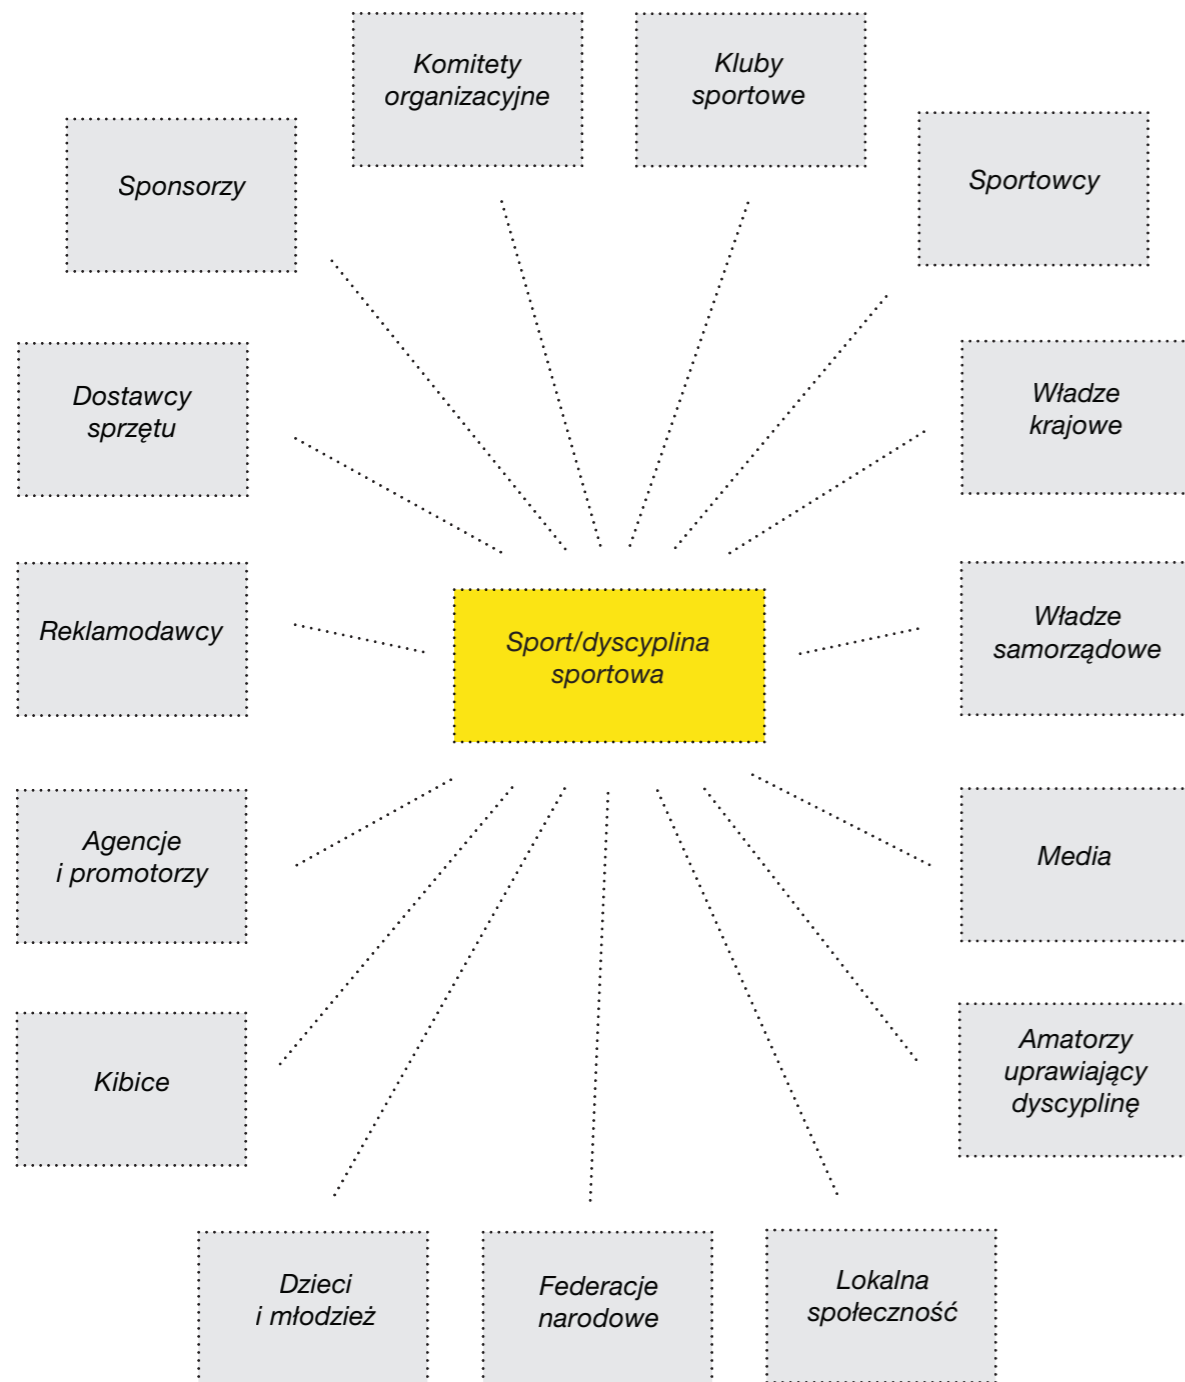 Komitety
organizacyjne
Kluby
sportowe
Sponsorzy
Sportowcy
Dostawcy
sprzętu
Władze
krajowe
Reklamodawcy
Sport/dyscyplina
sportowa
Władze
samorządowe
Agencje
i promotorzy
Media
Kibice
Amatorzy
uprawiający
dyscyplinę
Dzieci
i młodzież
Federacje
narodowe
Lokalna
społeczność